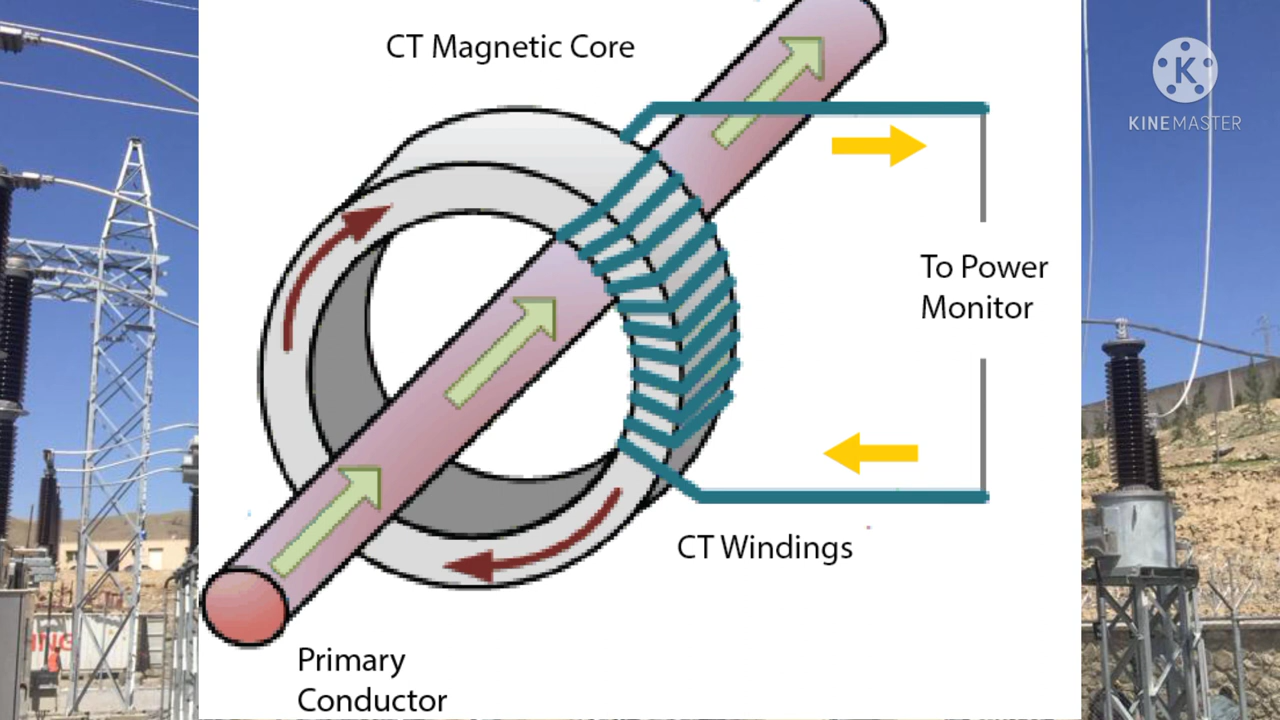 CT Magnetic Core
K
KINEMASTER
To Power
Monitor
CT Windings
Primary
Conductor